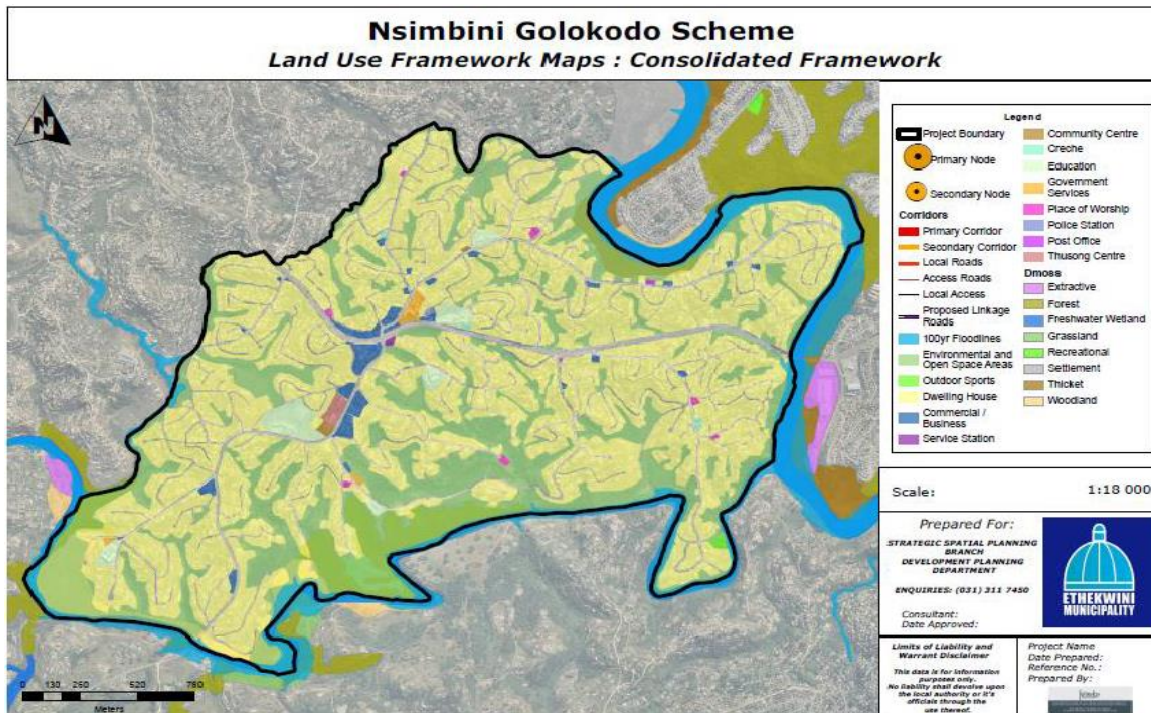 Nsimbini Golokodo Scheme
Land Use Framework Maps : Consolidated Framework
N
Legend
Project Boundary
Primary Node
Secondary Node
Corridors
Primary Corridor
Secondary Corridor
Local Roads
Access Roads
Local Access
Proposed Linkage
Roads
100yr Floodlines
Environmental and
Open Space Areas
Outdoor Sports
Dwelling House
Commercial /
Business
Service Station
Community Centre
Creche
Education
Government
Services
Place of Worship
Police Station
Post Office
Thusong Centre
Dmoss
Extractive
Forest
Freshwater Wetland
Grassland
Recreational
Settlement
Thicket
Woodland
Scale: 1:18 000
Prepared For:
STRATEGIC SPATIAL PLANNING
BRANCH
DEVELOPMENT PLANNING
DEPARTMENT
ENQUIRIES: (031) 311 7450
Consultant:
Date Approved:
ETHEKWINI
MUNICIPALITY
Limits of Liability and
Warrant Disclaimer
This data is for information
purposes only.
No liability shall devolve upon
the local authority or it's
officials through the
use thereof.
Project Name
Date Prepared:
Reference No.:
Prepared By:
0 130 260 520 780
Meters